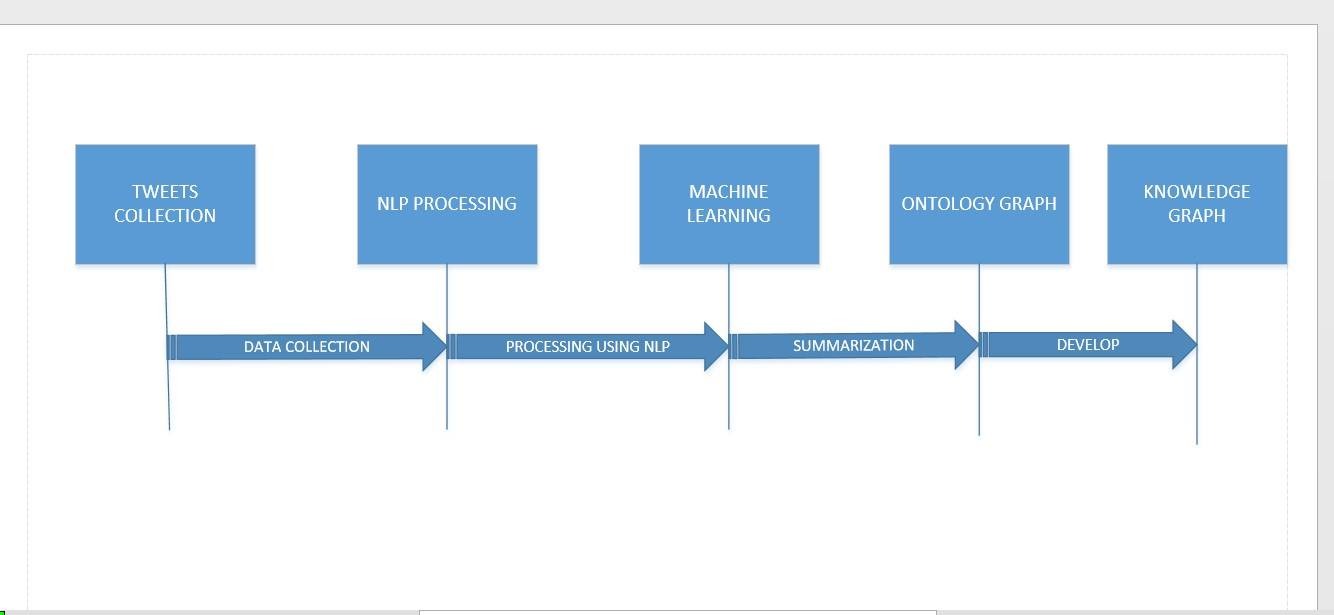 TWEETS
COLLECTION
NLP PROCESSING
MACHINE
LEARNING
ONTOLOGY GRAPH
KNOWLEDGE
GRAPH
DATA COLLECTION
PROCESSING USING NLP
SUMMARIZATION
DEVELOP